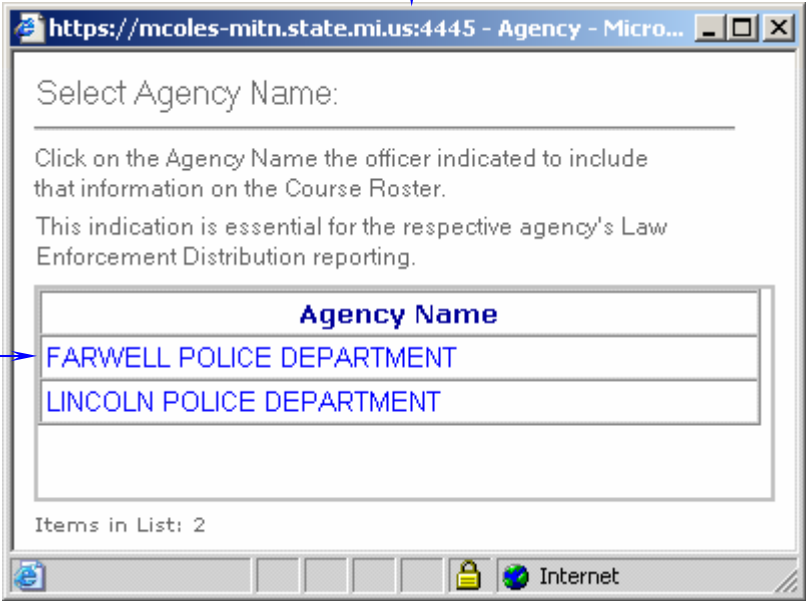 https://mcoles-mitn.state.mi.us:4445 - Agency - Micro...
Select Agency Name:
Click on the Agency Name the officer indicated to include
that information on the Course Roster.
This indication is essential for the respective agency's Law
Enforcement Distribution reporting.
Agency Name
FARWELL POLICE DEPARTMENT
LINCOLN POLICE DEPARTMENT
Items in List: 2
Internet